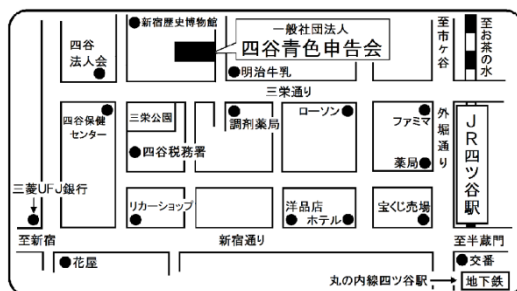 新宿歴史博物館
一般社団法人
四谷青色申告会
四谷
法人会
明治牛乳
至市ヶ谷
至お茶の水
三栄通り
四谷保健
センター
三栄公園
調剤薬局
ローソン
ファミマ
外堀通り
JR四ツ谷駅
四谷税務署
薬局
三菱UFJ銀行
リカーショップ
洋品店
ホテル
宝くじ売場
至新宿
新宿通り
至半蔵門
花屋
交番
丸の内線四ツ谷駅
地下鉄